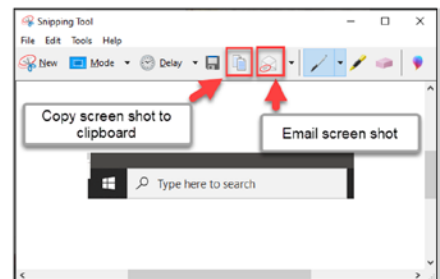 Snipping Tool
File Edit Tools Help
New Mode Delay
Copy screen shot to
clipboard
Email screen shot
Type here to search